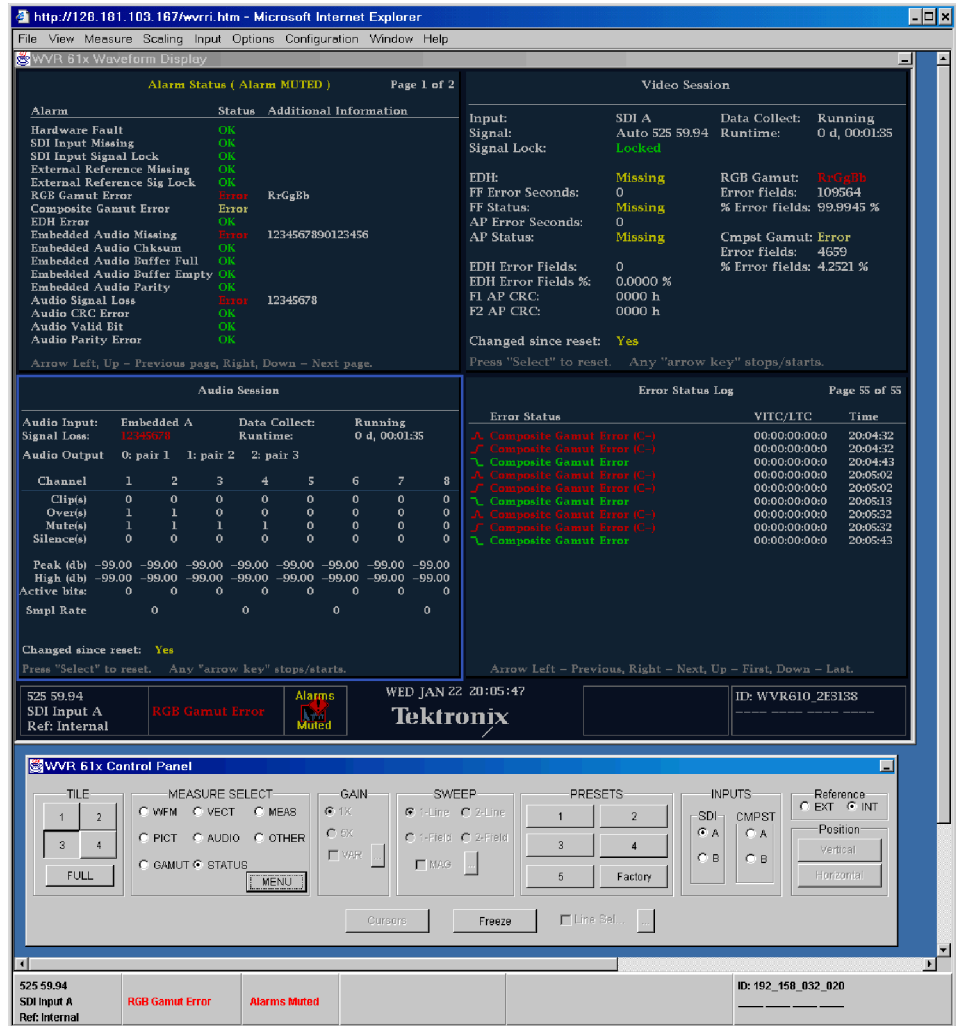 http://128.181.103.167/wvrri.htm - Microsoft Internet Explorer
File View Measure Scaling Input Options Configuration Window Help
WVR 61x Waveform Display
Alarm Status ( Alarm MUTED ) Page 1 of 2
Alarm Status Additional Information
Hardware Fault OK
SDI Input Missing OK
SDI Input Signal Lock OK
External Reference Missing OK
External Reference Sig Lock OK
RGB Gamut Error Error RrGgBb
Composite Gamut Error Error
EDH Error OK
Embedded Audio Missing Error 1234567890123456
Embedded Audio Chksum OK
Embedded Audio Buffer Full OK
Embedded Audio Buffer Empty OK
Embedded Audio Parity OK
Audio Signal Loss Error 12345678
Audio CRC Error OK
Audio Valid Bit OK
Audio Parity Error OK
Arrow Left, Up – Previous page, Right, Down – Next page.
Video Session
Input: SDI A Data Collect: Running
Signal: Auto 525 59.94 Runtime: 0 d, 00:01:35
Signal Lock: Locked
EDH: Missing RGB Gamut: RrGgBb
FF Error Seconds: 0 Error fields: 109564
FF Status: Missing % Error fields: 99.9945 %
AP Error Seconds: 0
AP Status: Missing Cmpst Gamut: Error
Error fields: 4659
EDH Error Fields: 0 % Error fields: 4.2521 %
EDH Error Fields %: 0.0000 %
F1 AP CRC: 0000 h
F2 AP CRC: 0000 h
Changed since reset: Yes
Press "Select" to reset. Any "arrow key" stops/starts.
Audio Session
Audio Input: Embedded A Data Collect: Running
Signal Loss: 12345678 Runtime: 0 d, 00:01:35
Audio Output 0: pair 1 1: pair 2 2: pair 3
Channel 1 2 3 4 5 6 7 8
Clip(s) 0 0 0 0 0 0 0 0
Over(s) 1 1 0 0 0 0 0 0
Mute(s) 1 1 1 1 0 0 0 0
Silence(s) 0 0 0 0 0 0 0 0
Peak (db) –99.00 –99.00 –99.00 –99.00 –99.00 –99.00 –99.00 –99.00
High (db) –99.00 –99.00 –99.00 –99.00 –99.00 –99.00 –99.00 –99.00
Active bits: 0 0 0 0 0 0 0 0
Smpl Rate 0 0 0 0
Changed since reset: Yes
Press "Select" to reset. Any "arrow key" stops/starts.
Error Status Log Page 55 of 55
Error Status VITC/LTC Time
Composite Gamut Error (C–) 00:00:00:00:0 20:04:32
Composite Gamut Error (C–) 00:00:00:00:0 20:04:32
Composite Gamut Error 00:00:00:00:0 20:04:43
Composite Gamut Error (C–) 00:00:00:00:0 20:05:02
Composite Gamut Error (C–) 00:00:00:00:0 20:05:02
Composite Gamut Error 00:00:00:00:0 20:05:13
Composite Gamut Error (C–) 00:00:00:00:0 20:05:32
Composite Gamut Error (C–) 00:00:00:00:0 20:05:32
Composite Gamut Error 00:00:00:00:0 20:05:43
Arrow Left – Previous, Right – Next, Up – First, Down – Last.
525 59.94
SDI Input A
Ref: Internal
RGB Gamut Error
Alarms
Muted
WED JAN 22 20:05:47
Tektronix
ID: WVR610_2E3138
WVR 61x Control Panel
TILE
1 2
3 4
FULL
MEASURE SELECT
WFM VECT MEAS
PICT AUDIO OTHER
GAMUT STATUS
MENU
GAIN
1X
5X
VAR
SWEEP
1-Line 2-Line
1-Field 2-Field
MAG ...
PRESETS
1 2
3 4
5 Factory
INPUTS
SDI CMPST
A A
B B
Reference
EXT INT
Position
Vertical
Horizontal
Cursors Freeze Line Sel... ...
525 59.94
SDI Input A
Ref: Internal
RGB Gamut Error
Alarms Muted
ID: 192_158_032_020